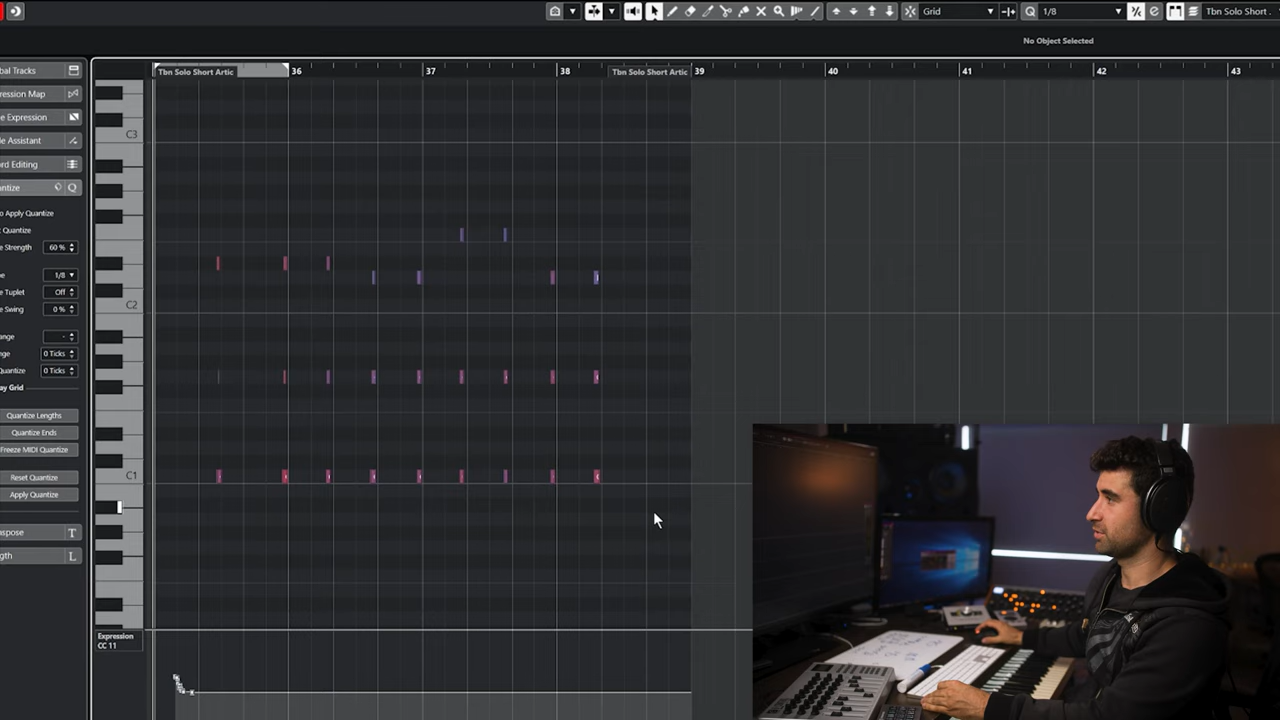 Grid
1/8
Tbn Solo Short .
No Object Selected
Tbn Solo Short Artic
36
37
38
Tbn Solo Short Artic
39
40
41
42
43
bal Tracks
ression Map
e Expression
e Assistant
ord Editing
antize
Q
o Apply Quantize
Quantize
e Strength
60 %
1/8
e Tuplet
Off
e Swing
0 %
ange
-
nge
0 Ticks
Quantize
0 Ticks
ay Grid
Quantize Lengths
Quantize Ends
Freeze MIDI Quantize
Reset Quantize
Apply Quantize
spose
T
gth
L
C3
C2
C1
Expression
CC 11